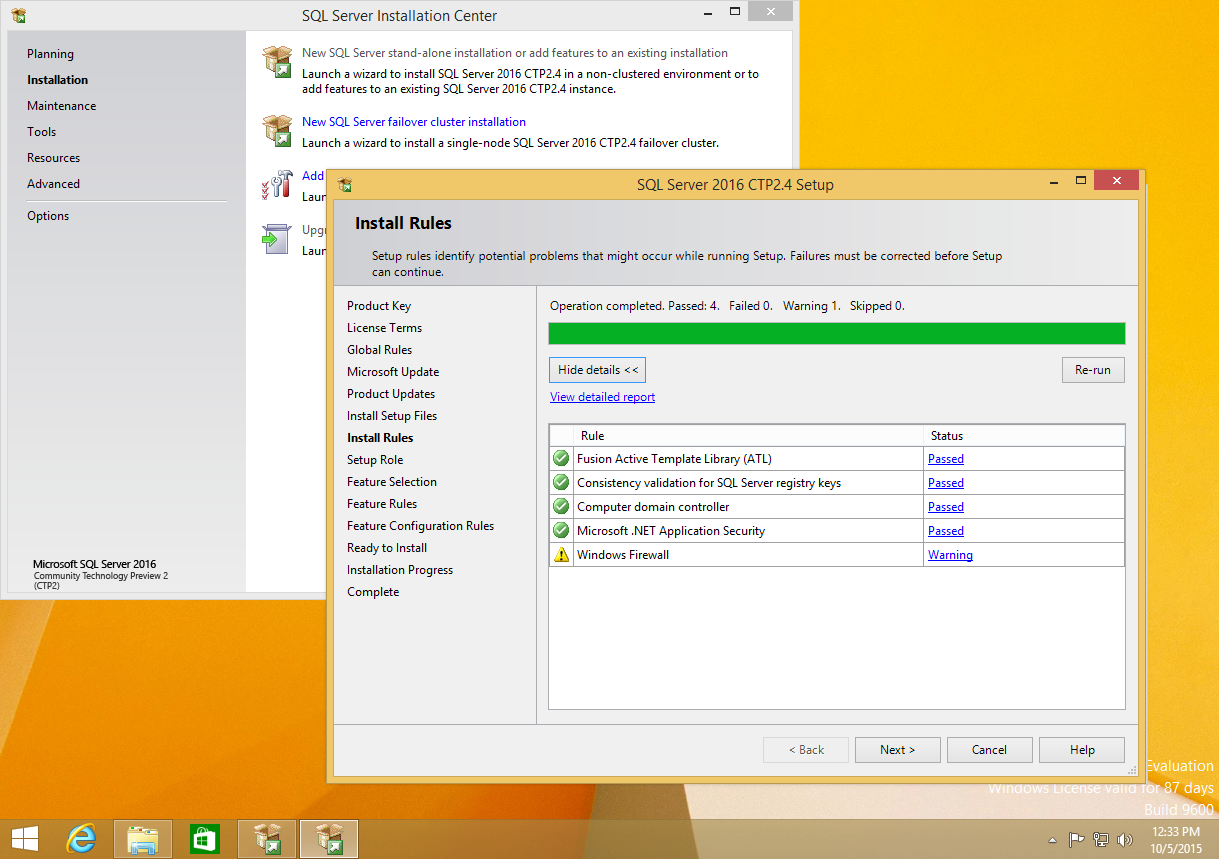 SQL Server Installation Center
Planning
Installation
Maintenance
Tools
Resources
Advanced
Options
Microsoft SQL Server 2016
Community Technology Preview 2
(CTP2)
New SQL Server stand-alone installation or add features to an existing installation
Launch a wizard to install SQL Server 2016 CTP2.4 in a non-clustered environment or to
add features to an existing SQL Server 2016 CTP2.4 instance.
New SQL Server failover cluster installation
Launch a wizard to install a single-node SQL Server 2016 CTP2.4 failover cluster.
Add
Laun
Upgr
Laun
SQL Server 2016 CTP2.4 Setup
Install Rules
Setup rules identify potential problems that might occur while running Setup. Failures must be corrected before Setup
can continue.
Product Key
License Terms
Global Rules
Microsoft Update
Product Updates
Install Setup Files
Install Rules
Setup Role
Feature Selection
Feature Rules
Feature Configuration Rules
Ready to Install
Installation Progress
Complete
Operation completed. Passed: 4. Failed 0. Warning 1. Skipped 0.
Hide details <<
Re-run
View detailed report
Rule Status
Fusion Active Template Library (ATL) Passed
Consistency validation for SQL Server registry keys Passed
Computer domain controller Passed
Microsoft .NET Application Security Passed
Windows Firewall Warning
< Back Next > Cancel Help
Evaluation
Windows License valid for 87 days
Build 9600
12:33 PM
10/5/2015